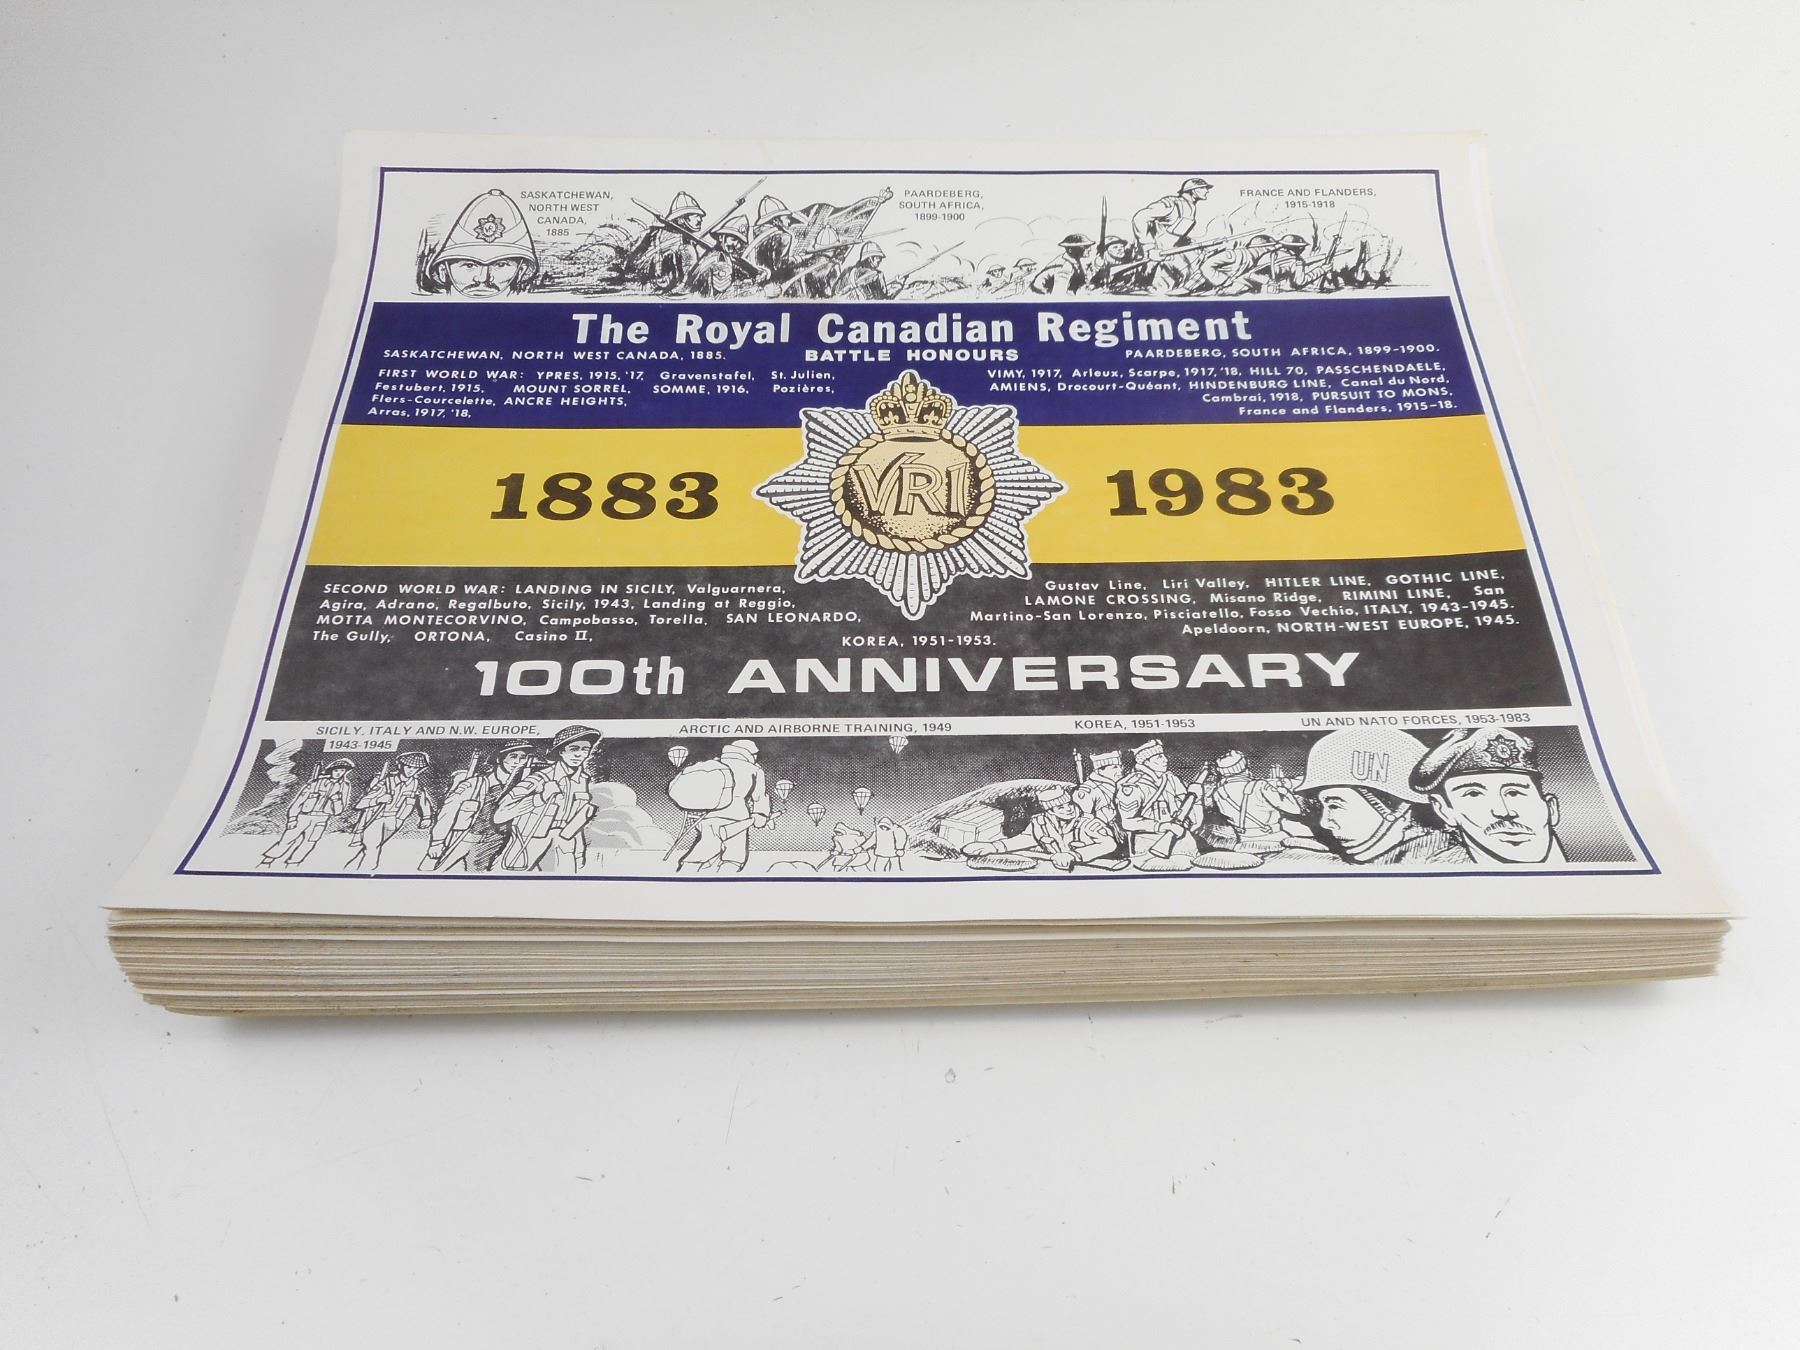 SASKATCHEWAN,
NORTH WEST
CANADA,
1885
PAARDEBERG,
SOUTH AFRICA,
1899-1900
FRANCE AND FLANDERS,
1915-1918
The Royal Canadian Regiment
BATTLE HONOURS
SASKATCHEWAN, NORTH WEST CANADA, 1885.
PAARDEBERG, SOUTH AFRICA, 1899-1900.
FIRST WORLD WAR: YPRES, 1915, '17, Gravenstafel, St. Julien,
Festubert, 1915. MOUNT SORREL, SOMME, 1916, Pozières,
Flers-Courcelette, ANCRE HEIGHTS,
Arras, 1917, '18,
VIMY, 1917, Arleux, Scarpe, 1917, '18, HILL 70, PASSCHENDAELE,
AMIENS, Drocourt-Quéant, HINDENBURG LINE, Canal du Nord,
Cambrai, 1918, PURSUIT TO MONS,
France and Flanders, 1915-18.
1883
VRI
1983
SECOND WORLD WAR: LANDING IN SICILY, Valguarnera,
Agira, Adrano, Regalbuto, Sicily, 1943, Landing at Reggio,
MOTTA MONTECORVINO, Campobasso, Torella, SAN LEONARDO,
The Gully, ORTONA, Casino II,
Gustav Line, Liri Valley, HITLER LINE, GOTHIC LINE,
LAMONE CROSSING, Misano Ridge, RIMINI LINE, San
Martino-San Lorenzo, Pisciatello, Fosso Vechio, ITALY, 1943-1945.
Apeldoorn, NORTH-WEST EUROPE, 1945.
KOREA, 1951-1953.
100th ANNIVERSARY
SICILY, ITALY AND N.W. EUROPE,
1943-1945
ARCTIC AND AIRBORNE TRAINING, 1949
KOREA, 1951-1953
UN AND NATO FORCES, 1953-1983
UN